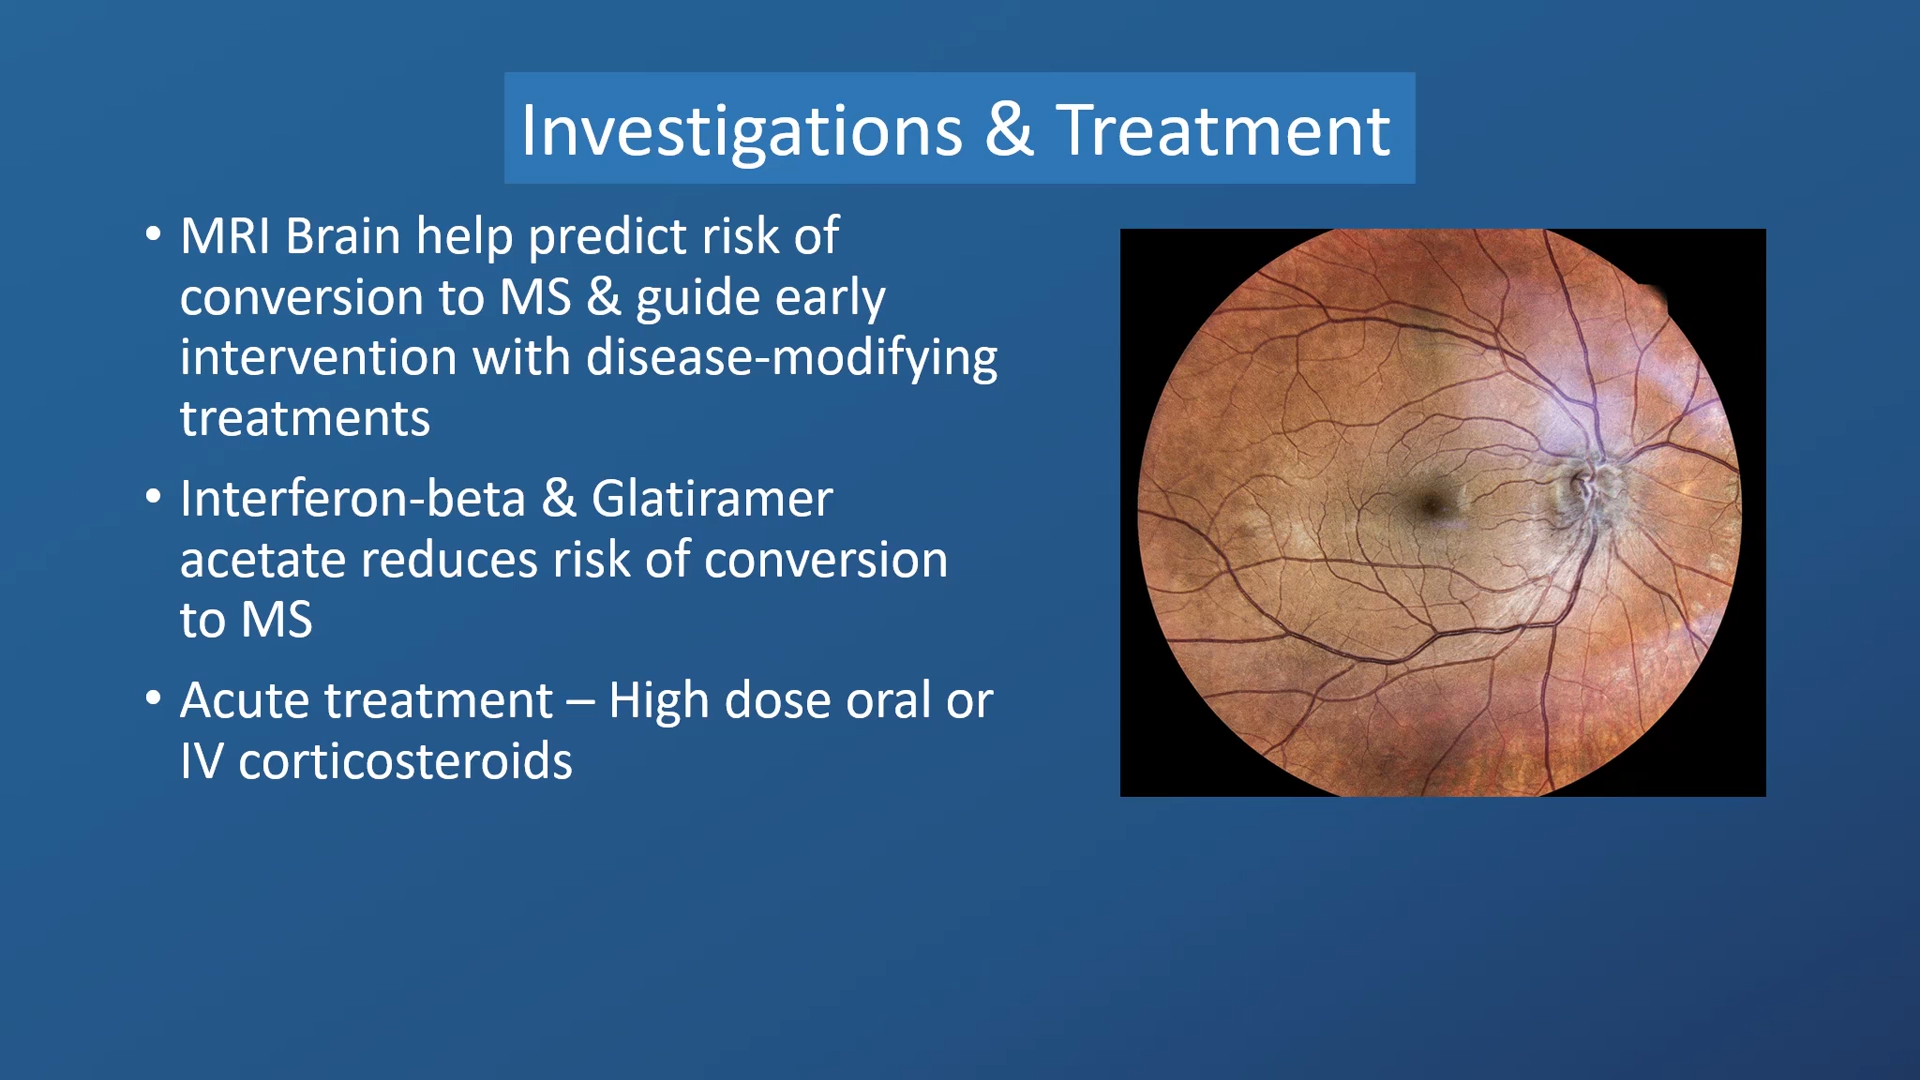 Investigations & Treatment
• MRI Brain help predict risk of
conversion to MS & guide early
intervention with disease-modifying
treatments
• Interferon-beta & Glatiramer
acetate reduces risk of conversion
to MS
• Acute treatment – High dose oral or
IV corticosteroids